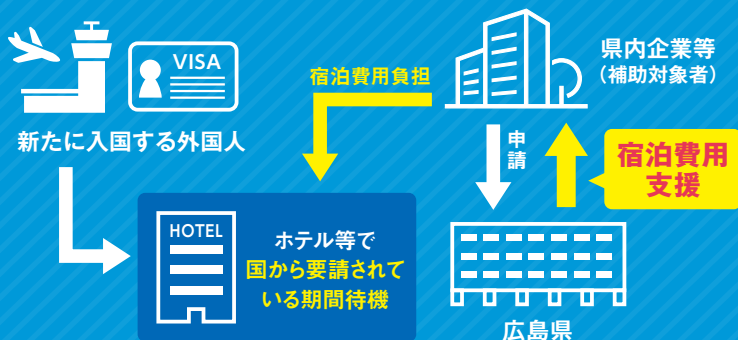 VISA
新たに入国する外国人
宿泊費用負担
県内企業等
（補助対象者）
申請
宿泊費用
支援
HOTEL
ホテル等で
国から要請されて
いる期間待機
広島県